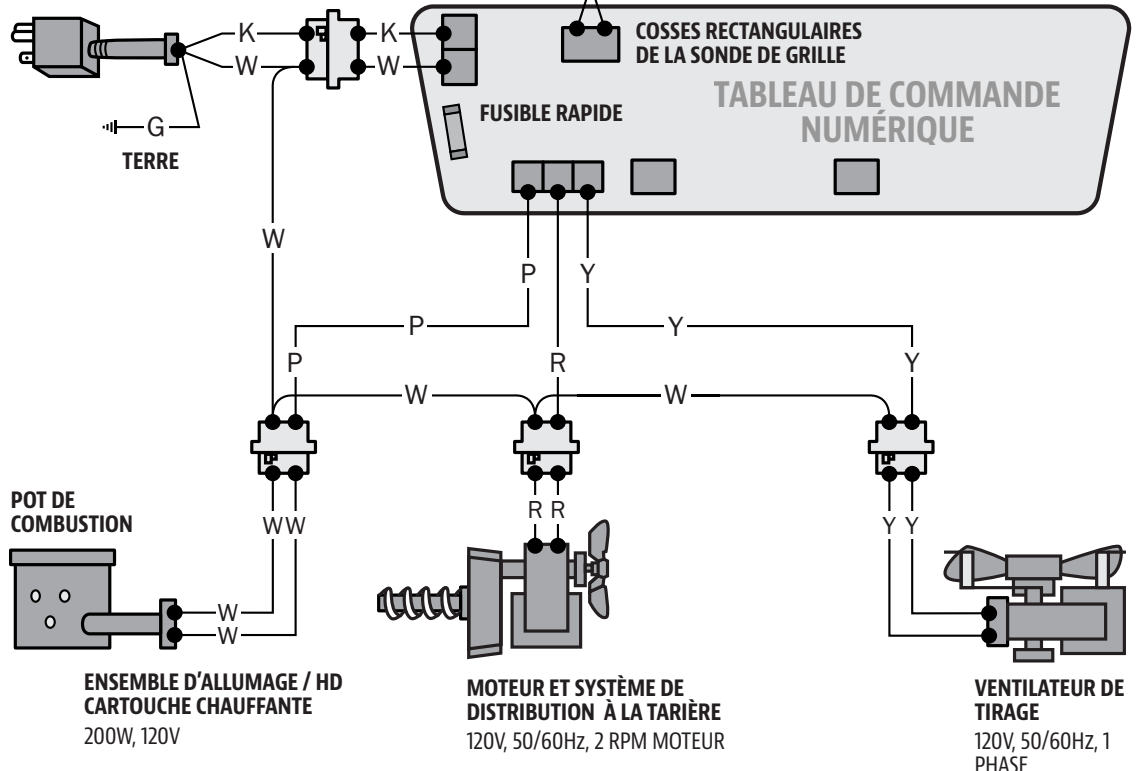 K
K
W
W
G
TERRE
COSSES RECTANGULAIRES
DE LA SONDE DE GRILLE
FUSIBLE RAPIDE
TABLEAU DE COMMANDE
NUMÉRIQUE
W
P
Y
P
Y
P
R
Y
W
W
POT DE
COMBUSTION
W W
R R
Y Y
W
W
ENSEMBLE D'ALLUMAGE / HD
CARTOUCHE CHAUFFANTE
200W, 120V
MOTEUR ET SYSTÈME DE
DISTRIBUTION À LA TARIÈRE
120V, 50/60Hz, 2 RPM MOTEUR
VENTILATEUR DE
TIRAGE
120V, 50/60Hz, 1
PHASE